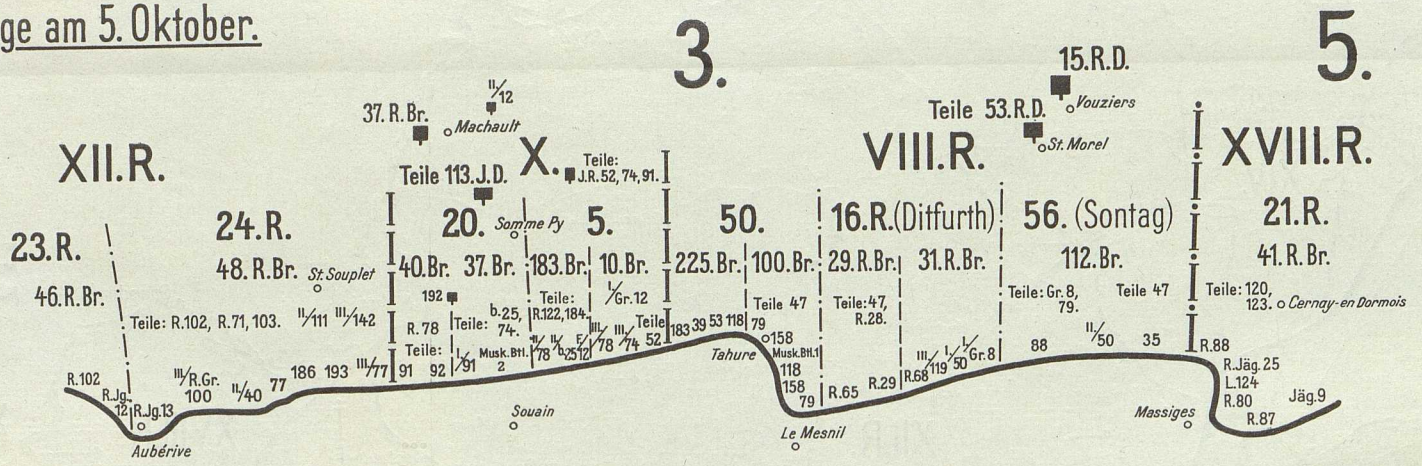 ge am 5. Oktober.
3.
5.
15.R.D.
Vouziers
Teile 53.R.D.
St. Morel
II/12
37. R.Br.
Machault
XII.R.
X.
VIII.R.
XVIII.R.
Teile 113.J.D.
Teile:
J.R. 52, 74, 91.
23.R.
24.R.
20.
Somme Py
5.
50.
16.R.(Ditfurth)
56. (Sontag)
21.R.
46.R.Br.
48.R.Br.
St. Souplet
40.Br.
37.Br.
183.Br.
10.Br.
225.Br.
100.Br.
29.R.Br.
31.R.Br.
112.Br.
41.R.Br.
Teile: R.102, R.71, 103.
II/111 III/142
192
R.78
Teile:
b.25,
74.
Teile:
R.122, 184.
I/Gr.12
Teile 47
Teile: 47,
R.28.
Teile: Gr.8,
79.
Teile 47
Teile: 120,
123.
Cernay-en Dormois
R.102
R.Jg.
12
R.Jg.13
III/R.Gr.
100
II/40
77
186
193
III/77
Teile:
91
92
I/91
Musk.Btl.
2
III/78
III/74
Teile
52
183
39
53
118
79
158
Musk.Btl.1
118
158
79
R.65
R.29
R.68
III/119
I/50
I/Gr.8
88
II/50
35
R.88
R.Jäg.25
L.124
R.80
R.87
Jäg.9
Aubérive
Souain
Tahure
Le Mesnil
Massiges